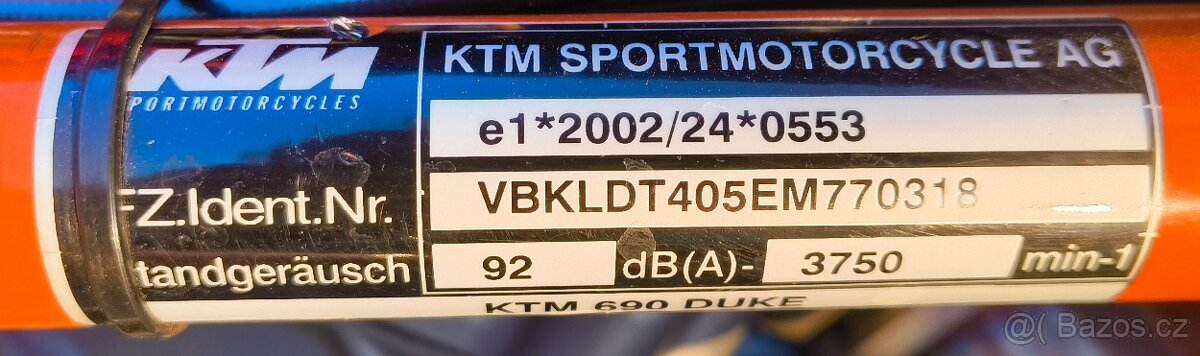 KTM
PORTMOTORCYCLES
KTM SPORTMOTORCYCLE AG
e1*2002/24*0553
FZ.Ident.Nr. VBKLDT405EM770318
tandgeräusch 92 dB(A)- 3750 min-1
KTM 690 DUKE
@( Bazos.cz